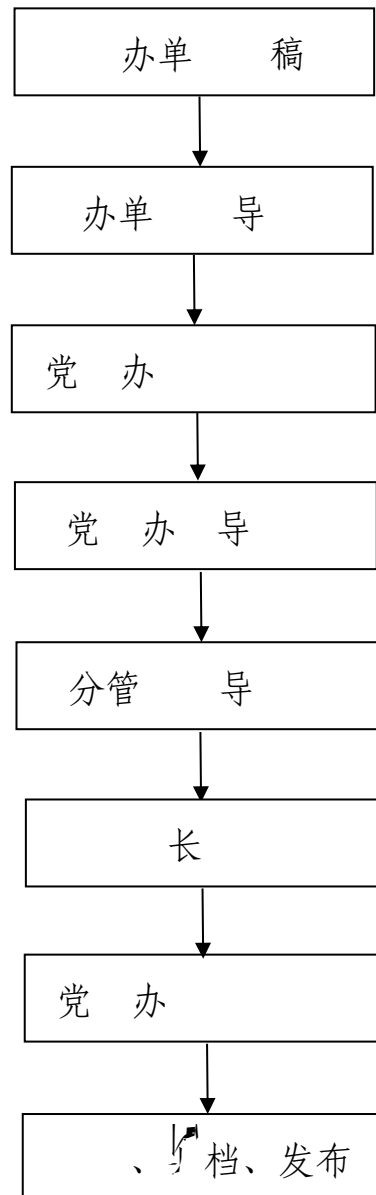 办单 稿
办单 导
党 办
党 办 导
分管 导
长
党 办
、 档、发布